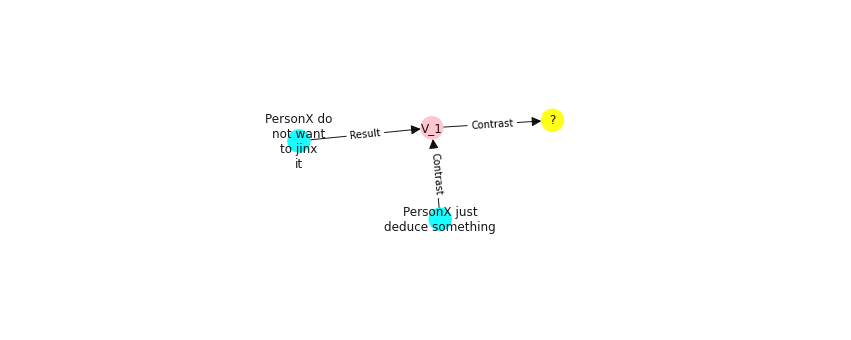 PersonX do
not want
to jinx
it
Result
V_1
Contrast
?
Contrast
PersonX just
deduce something